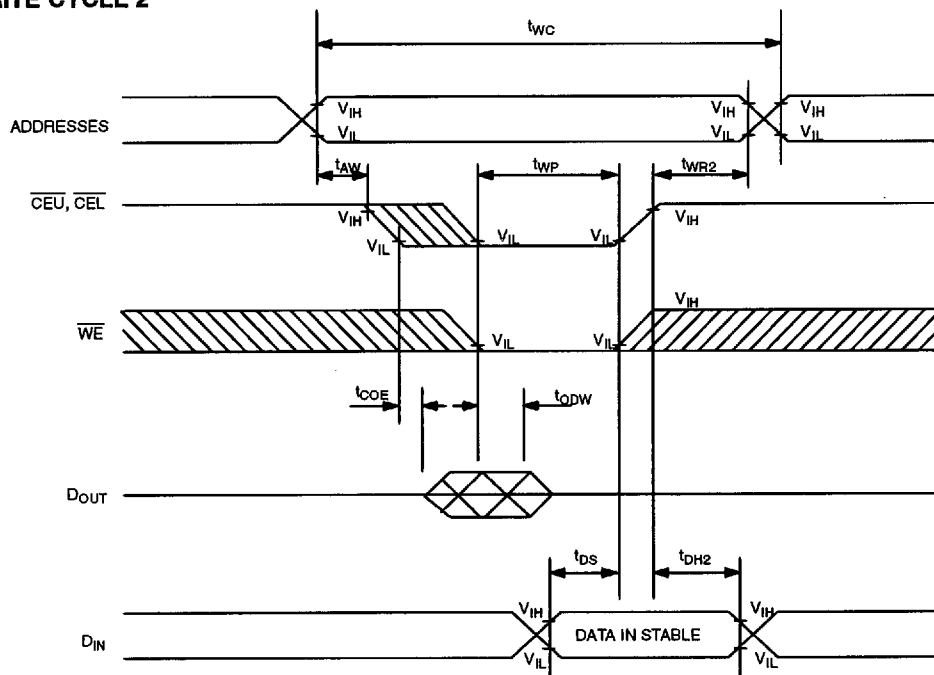 WRITE CYCLE 2
tWC
ADDRESSES
VIH
VIL
VIH
VIL
VIH
VIL
tAW
tWP
tWR2
CEU, CEL
VIH
VIL
VIL
VIL
VIH
WE
VIL
VIL
VIH
tCOE
tODW
DOUT
tDS
tDH2
DIN
VIH
VIL
DATA IN STABLE
VIH
VIL